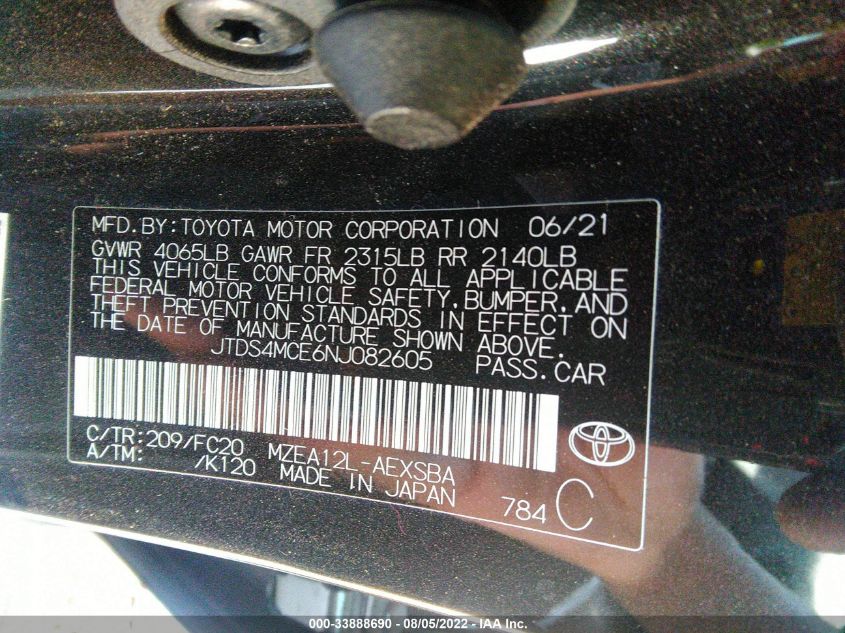 MFD.BY:TOYOTA MOTOR CORPORATION 06/21
GVWR 4065LB GAWR FR 2315LB RR 2140LB
THIS VEHICLE CONFORMS TO ALL APPLICABLE
FEDERAL MOTOR VEHICLE SAFETY,BUMPER,AND
THEFT PREVENTION STANDARDS IN EFFECT ON
THE DATE OF MANUFACTURE SHOWN ABOVE.
JTDS4MCE6NJ082605 PASS.CAR
C/TR:209/FC20 MZEA12L-AEXSBA
A/TM: /K120 MADE IN JAPAN
784 C
000-33888690 - 08/05/2022 - IAA Inc.